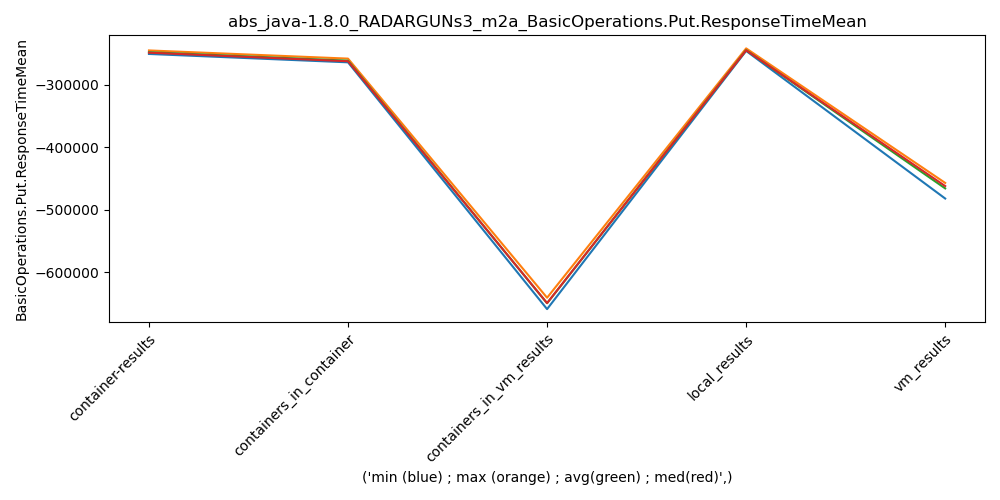 abs_java-1.8.0_RADARGUNs3_m2a_BasicOperations.Put.ResponseTimeMean
BasicOperations.Put.ResponseTimeMean
−300000
−400000
−500000
−600000
container-results
containers_in_container
containers_in_vm_results
local_results
vm_results
('min (blue) ; max (orange) ; avg(green) ; med(red)',)